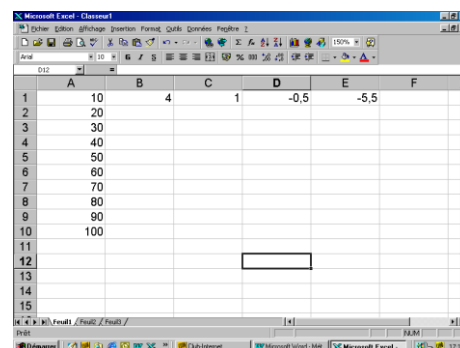 Microsoft Excel - Classeur1
Fichier Edition Affichage Insertion Format Outils Données Fenêtre ?
150%
Arial 10 G I S
D12 =
A B C D E F
1 10 4 1 -0,5 -5,5
2 20
3 30
4 40
5 50
6 60
7 70
8 80
9 90
10 100
11
12
13
14
15
Feuil1 Feuil2 Feuil3
Prêt NUM
Démarrer Club-Internet Microsoft Word - Mét Microsoft Excel -